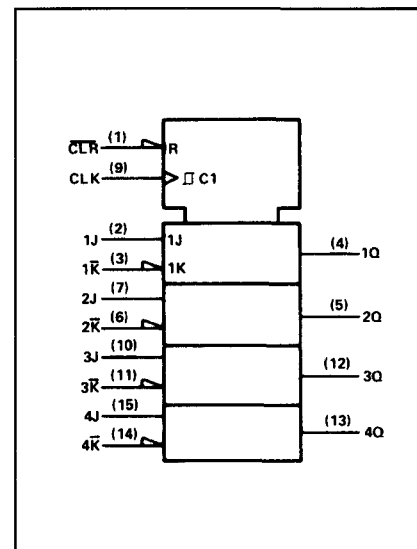 CLR (1) R
CLK (9) C1
1J (2) 1J (4) 1Q
1K̅ (3) 1K
2J (7) (5) 2Q
2K̅ (6)
3J (10) (12) 3Q
3K̅ (11)
4J (15) (13) 4Q
4K̅ (14)